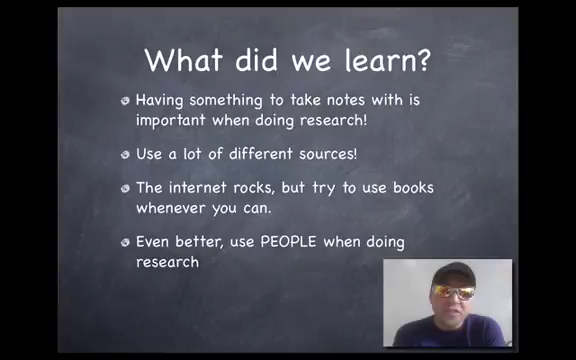 What did we learn?
Having something to take notes with is
important when doing research!
Use a lot of different sources!
The internet rocks, but try to use books
whenever you can.
Even better, use PEOPLE when doing
research